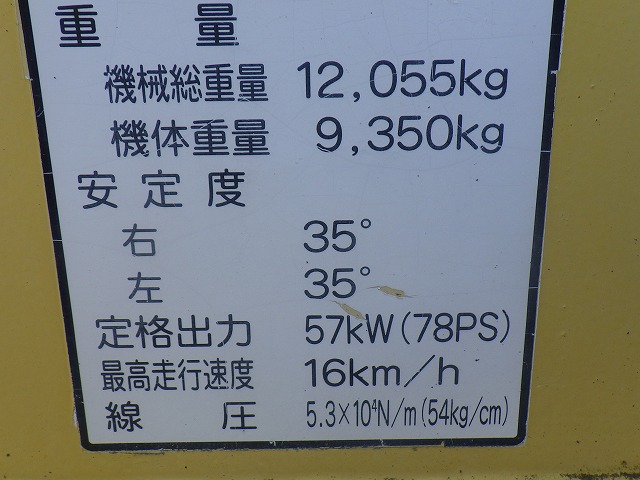 重量
機械総重量 12,055kg
機体重量 9,350kg
安定度
右 35°
左 35°
定格出力 57kW(78PS)
最高走行速度 16km/h
線圧 5.3×10⁴N/m(54kg/cm)